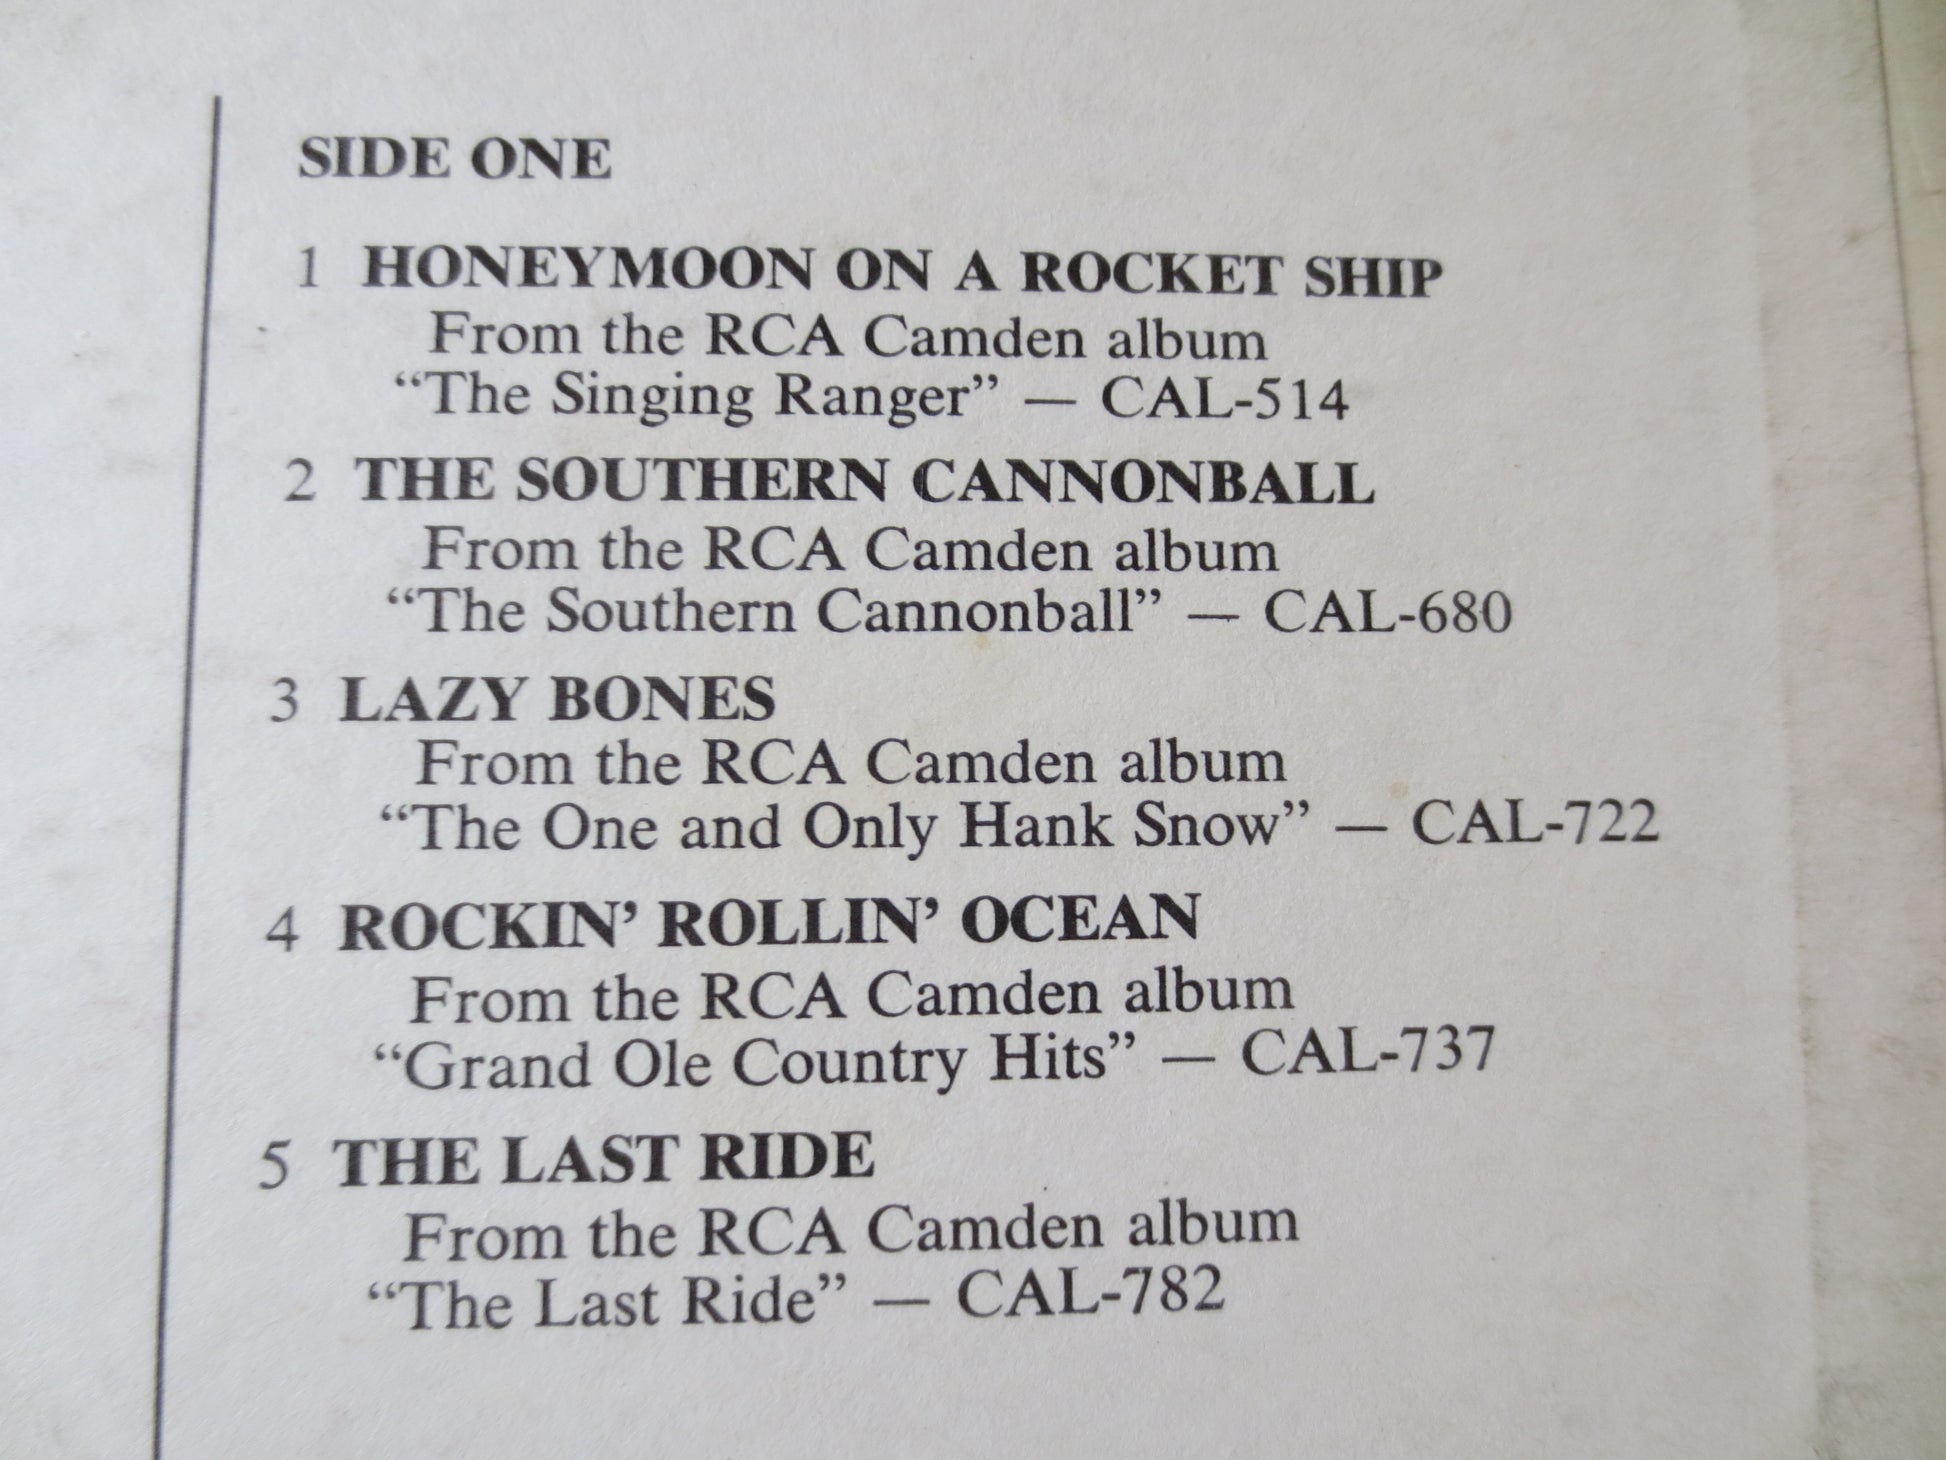 SIDE ONE
1 HONEYMOON ON A ROCKET SHIP
From the RCA Camden album
“The Singing Ranger” — CAL-514
2 THE SOUTHERN CANNONBALL
From the RCA Camden album
“The Southern Cannonball” — CAL-680
3 LAZY BONES
From the RCA Camden album
“The One and Only Hank Snow” — CAL-722
4 ROCKIN’ ROLLIN’ OCEAN
From the RCA Camden album
“Grand Ole Country Hits” — CAL-737
5 THE LAST RIDE
From the RCA Camden album
“The Last Ride” — CAL-782